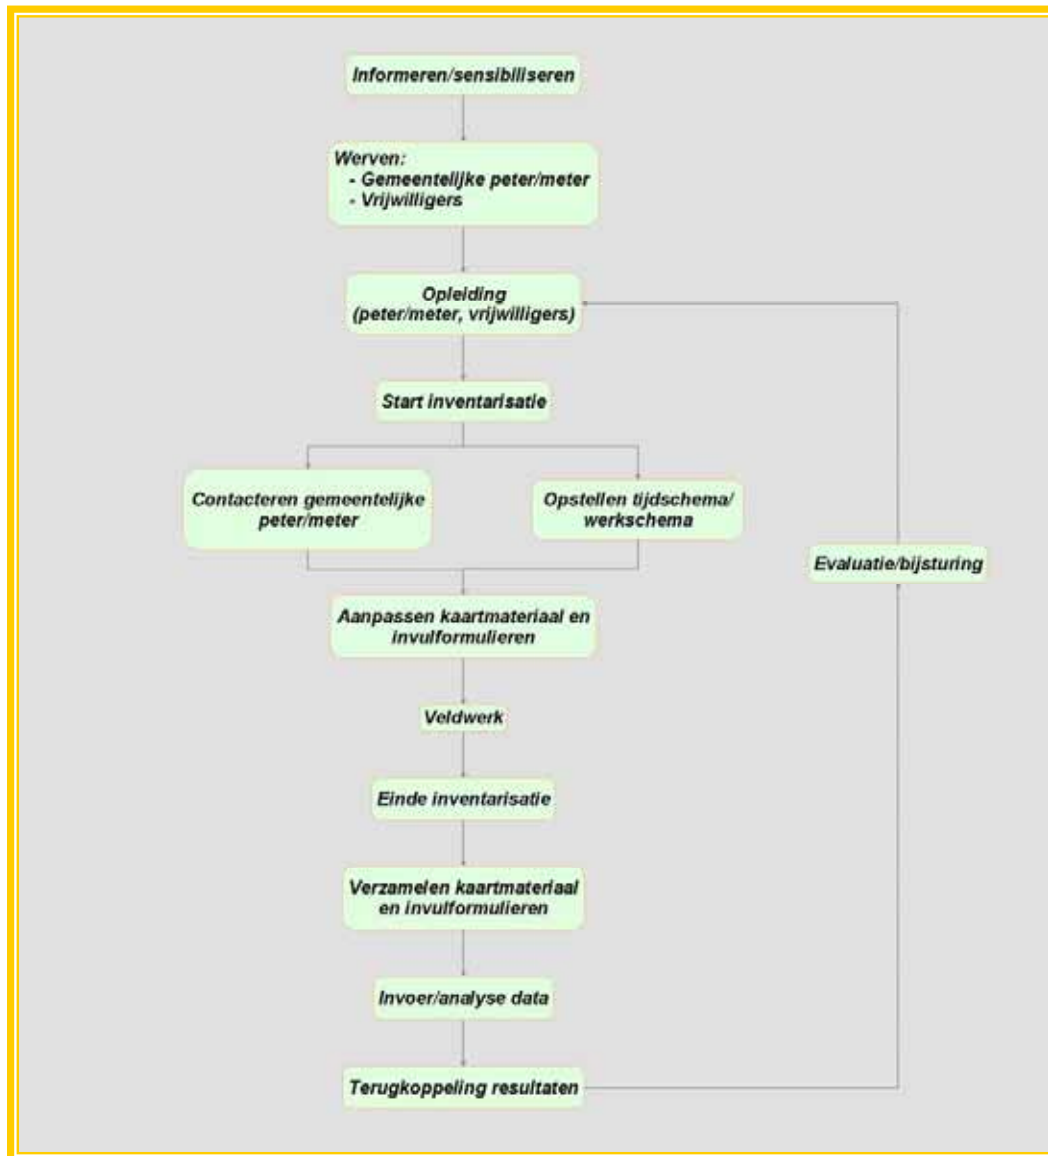 Informeren/sensibiliseren
Werven:
- Gemeentelijke peter/meter
- Vrijwilligers
Opleiding
(peter/meter, vrijwilligers)
Start inventarisatie
Contacteren gemeentelijke
peter/meter
Opstellen tijdschema/
werkschema
Evaluatie/bijsturing
Aanpassen kaartmateriaal en
invulformulieren
Veldwerk
Einde inventarisatie
Verzamelen kaartmateriaal
en invulformulieren
Invoer/analyse data
Terugkoppeling resultaten